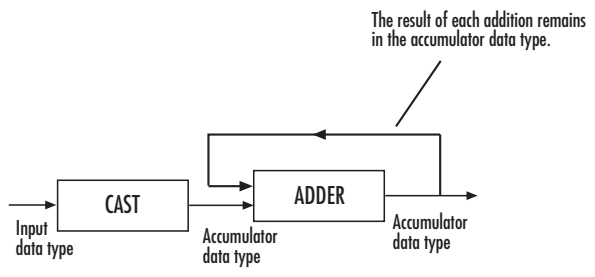 The result of each addition remains
in the accumulator data type.
CAST
ADDER
Input
data type
Accumulator
data type
Accumulator
data type